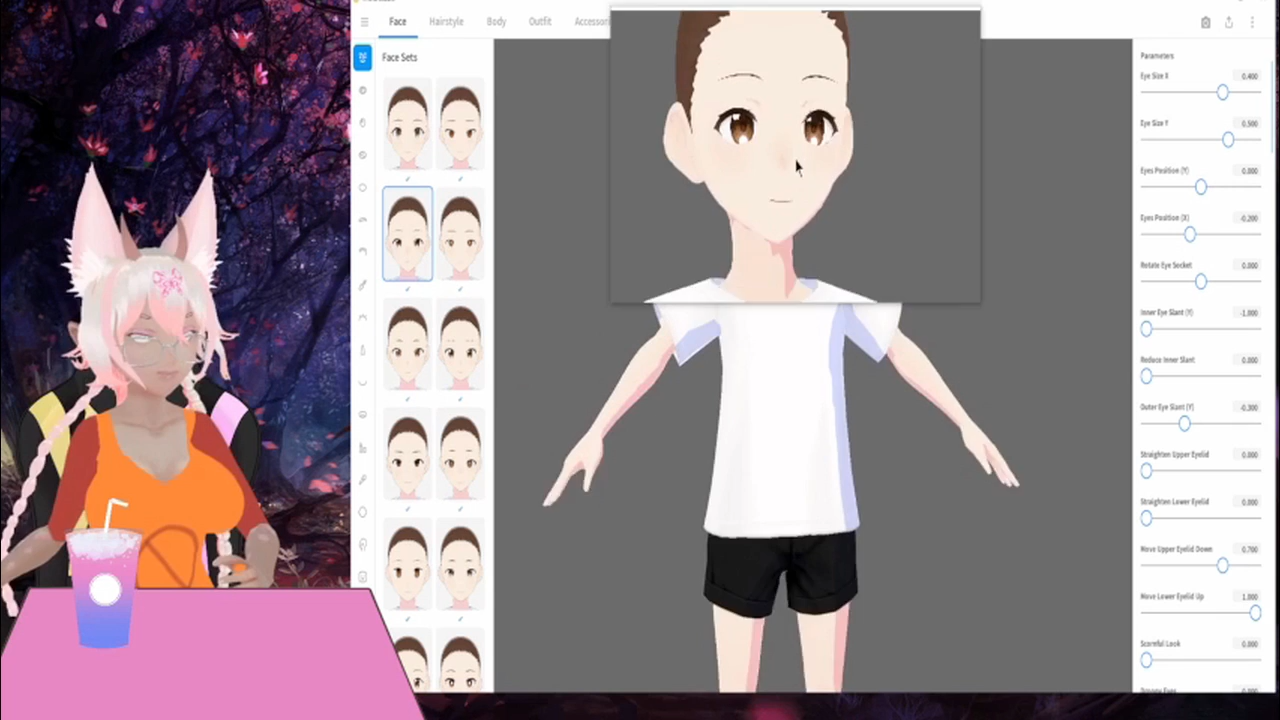 Face
Hairstyle
Body
Outfit
Accessori
Face Sets
Parameters
Eye Size X
0.400
Eye Size Y
0.500
Eyes Position (Y)
0.000
Eyes Position (X)
-0.200
Rotate Eye Socket
0.000
Inner Eye Slant (Y)
-1.000
Reduce Inner Slant
0.000
Outer Eye Slant (Y)
-0.300
Straighten Upper Eyelid
0.000
Straighten Lower Eyelid
0.000
Move Upper Eyelid Down
0.700
Move Lower Eyelid Up
1.000
Scornful Look
0.000